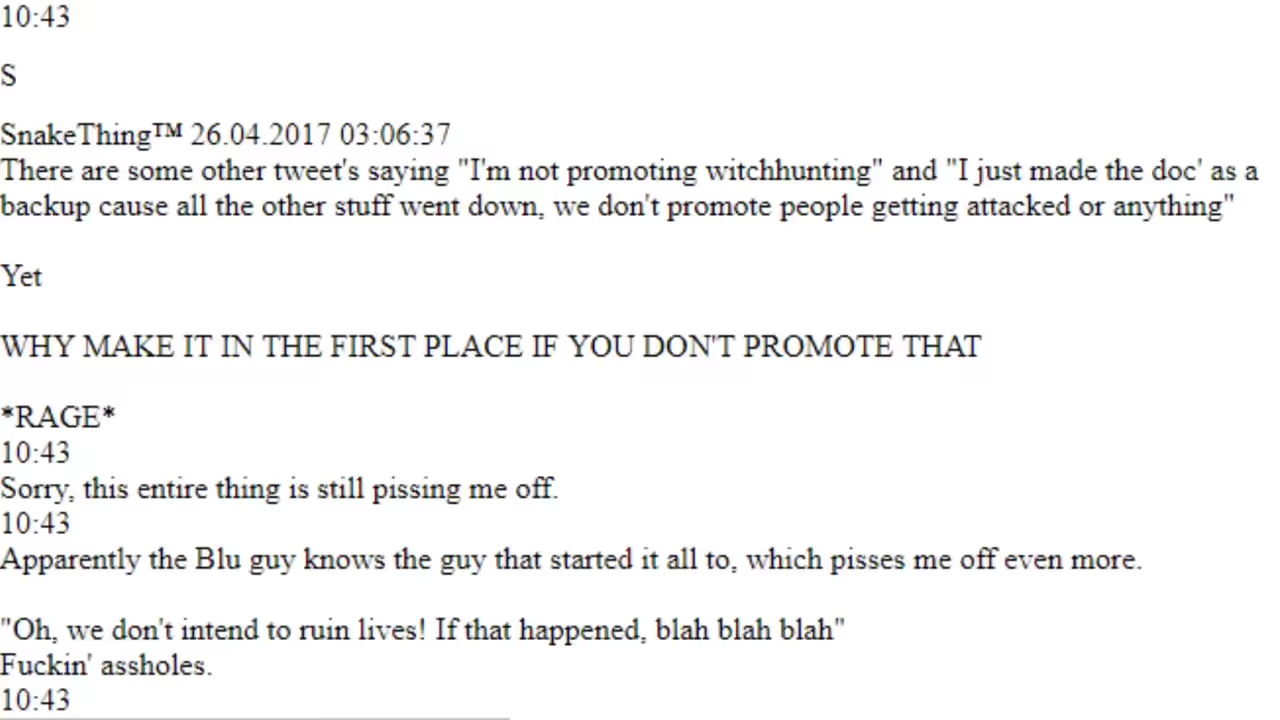 10:43
S
SnakeThing™ 26.04.2017 03:06:37
There are some other tweet's saying "I'm not promoting witchhunting" and "I just made the doc' as a
backup cause all the other stuff went down, we don't promote people getting attacked or anything"
Yet
WHY MAKE IT IN THE FIRST PLACE IF YOU DON'T PROMOTE THAT
*RAGE*
10:43
Sorry, this entire thing is still pissing me off.
10:43
Apparently the Blu guy knows the guy that started it all to, which pisses me off even more.
"Oh, we don't intend to ruin lives! If that happened, blah blah blah"
Fuckin' assholes.
10:43